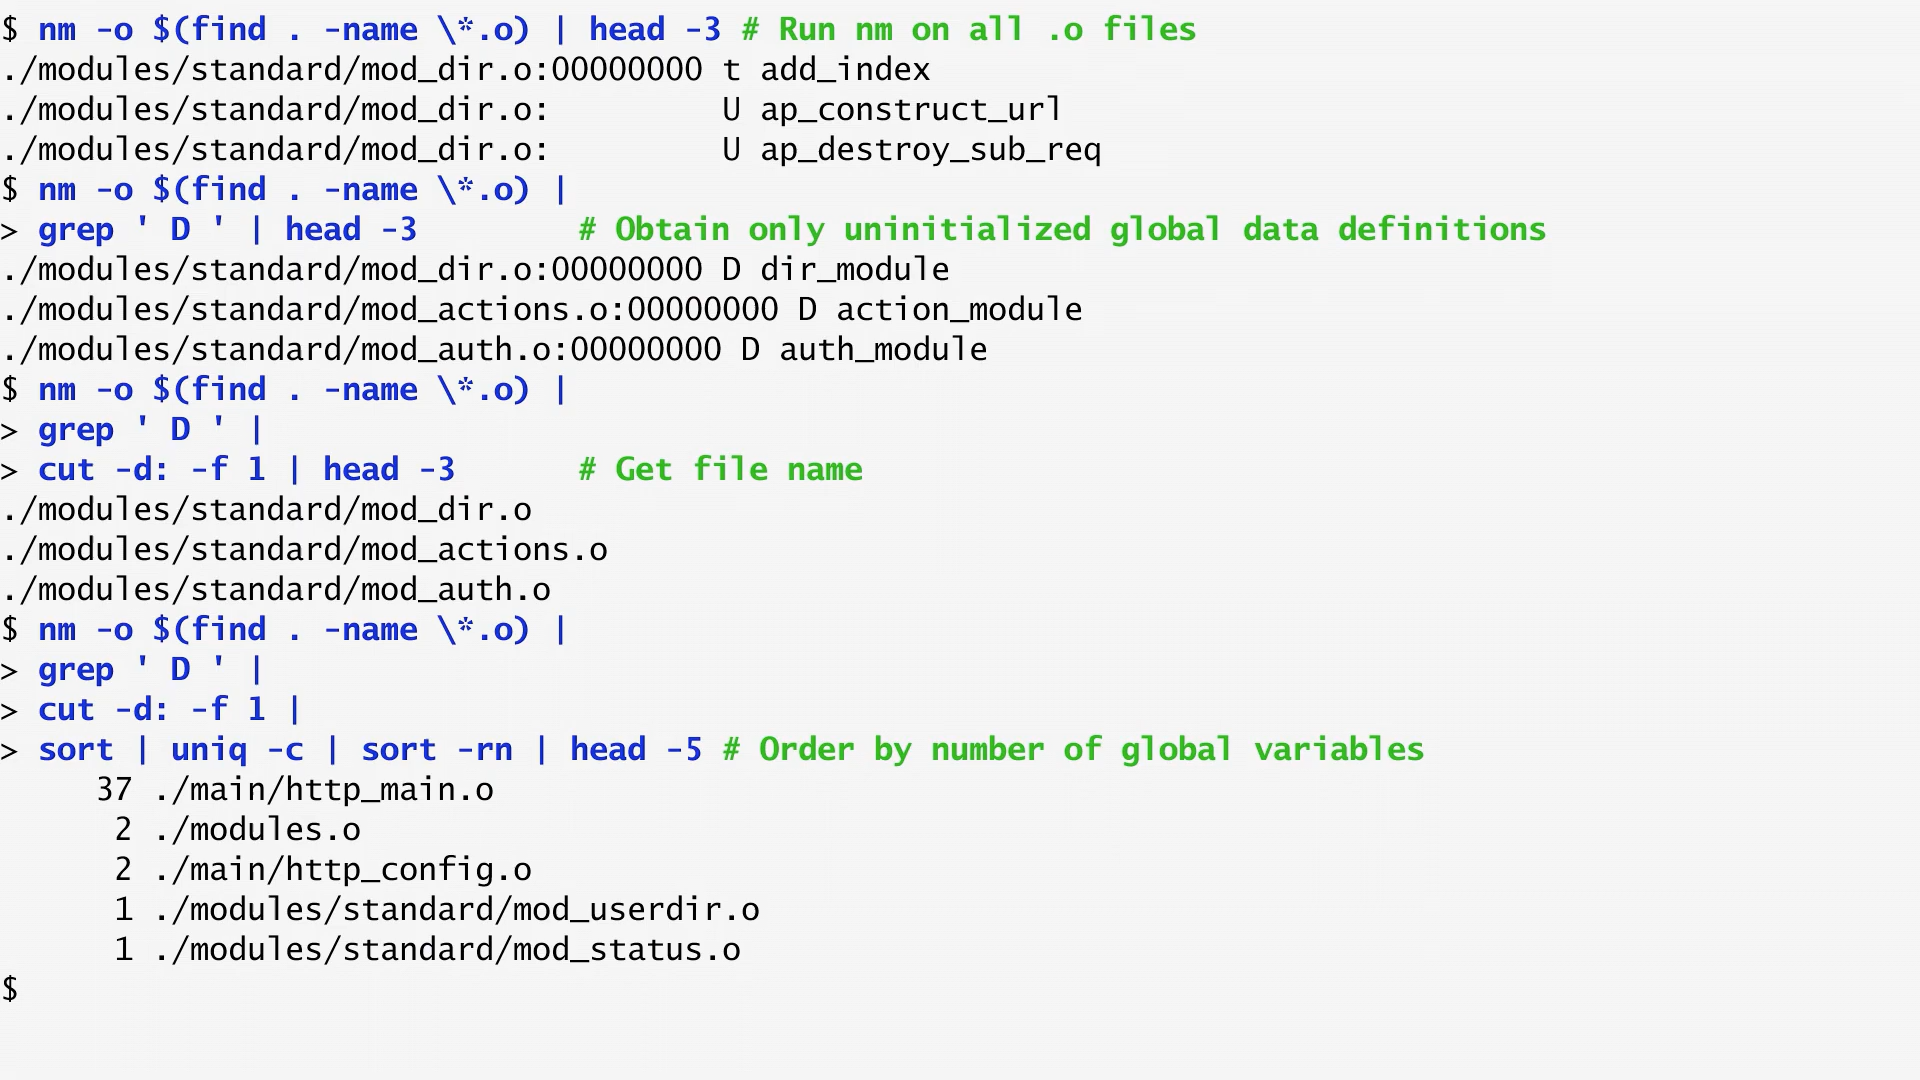 $ nm -o $(find . -name \*.o) | head -3 # Run nm on all .o files
./modules/standard/mod_dir.o:00000000 t add_index
./modules/standard/mod_dir.o:         U ap_construct_url
./modules/standard/mod_dir.o:         U ap_destroy_sub_req
$ nm -o $(find . -name \*.o) |
> grep ' D ' | head -3        # Obtain only uninitialized global data definitions
./modules/standard/mod_dir.o:00000000 D dir_module
./modules/standard/mod_actions.o:00000000 D action_module
./modules/standard/mod_auth.o:00000000 D auth_module
$ nm -o $(find . -name \*.o) |
> grep ' D ' |
> cut -d: -f 1 | head -3      # Get file name
./modules/standard/mod_dir.o
./modules/standard/mod_actions.o
./modules/standard/mod_auth.o
$ nm -o $(find . -name \*.o) |
> grep ' D ' |
> cut -d: -f 1 |
> sort | uniq -c | sort -rn | head -5 # Order by number of global variables
     37 ./main/http_main.o
      2 ./modules.o
      2 ./main/http_config.o
      1 ./modules/standard/mod_userdir.o
      1 ./modules/standard/mod_status.o
$